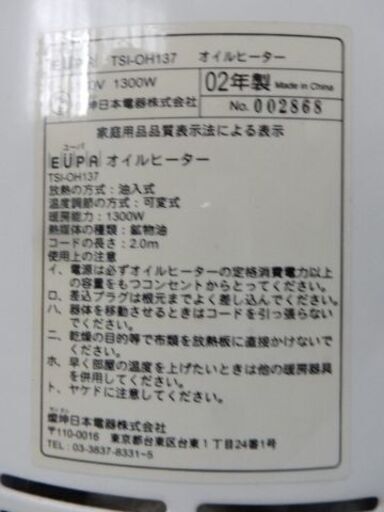 EUPA TSI-OH137 オイルヒーター
0V 1300W 02年製 Made in China
坤日本電器株式会社 No. 002868
家庭用品品質表示法による表示
ユーパ
EUPA オイルヒーター
TSI-OH137
放熱の方式：油入式
温度調節の方式：可変式
暖房能力：1300W
熱媒体の種類：鉱物油
コードの長さ：2.0m
使用上の注意
イ、電源は必ずオイルヒーターの定格消費電力以上
の容量をもつコンセントからとってください。
ロ、差込プラグは根元までよく差し込んでください。
ハ、器体を移動させるときはコードを引っ張らない
でください。
ニ、乾燥の目的等で布類を放熱板に直接かけないで
ください。
ホ、早く部屋の温度を上げたいときは他の暖房器具
を併用してください。
ト、ヤケドに注意してください。
燦坤日本電器株式会社
〒110-0016 東京都台東区台東1丁目24番1号
TEL : 03-3837-8331~5